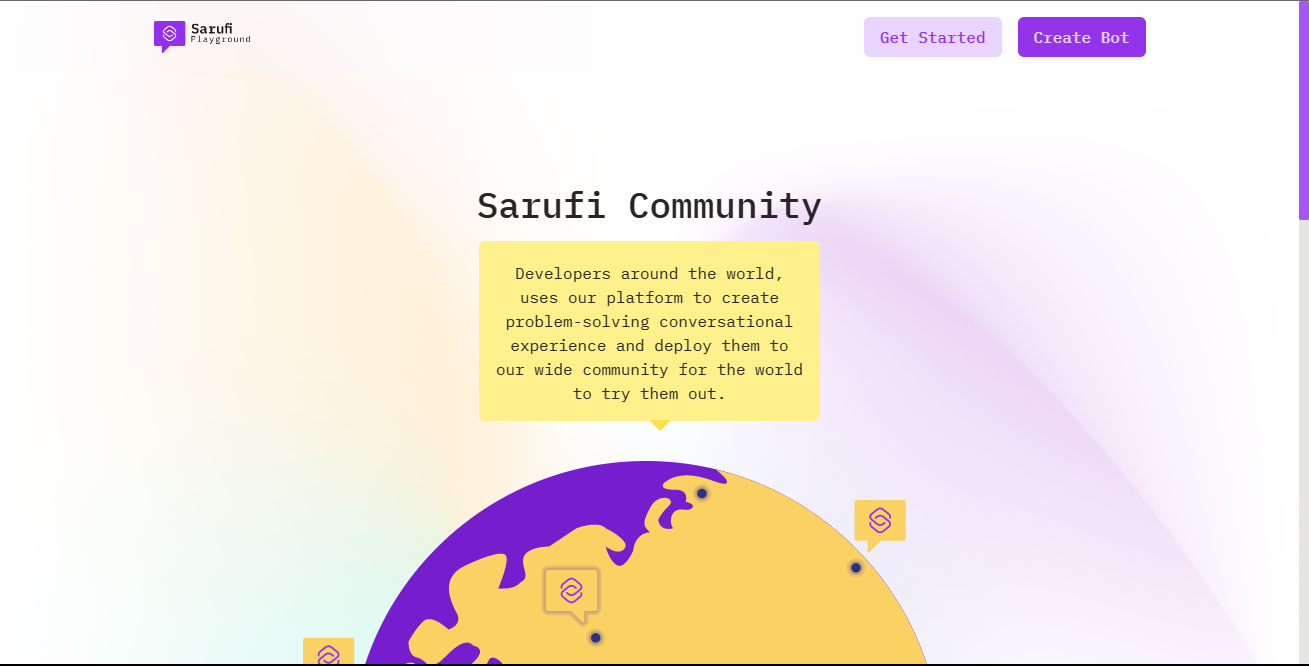 Sarufi
Playground
Get Started
Create Bot
Sarufi Community
Developers around the world,
uses our platform to create
problem-solving conversational
experience and deploy them to
our wide community for the world
to try them out.